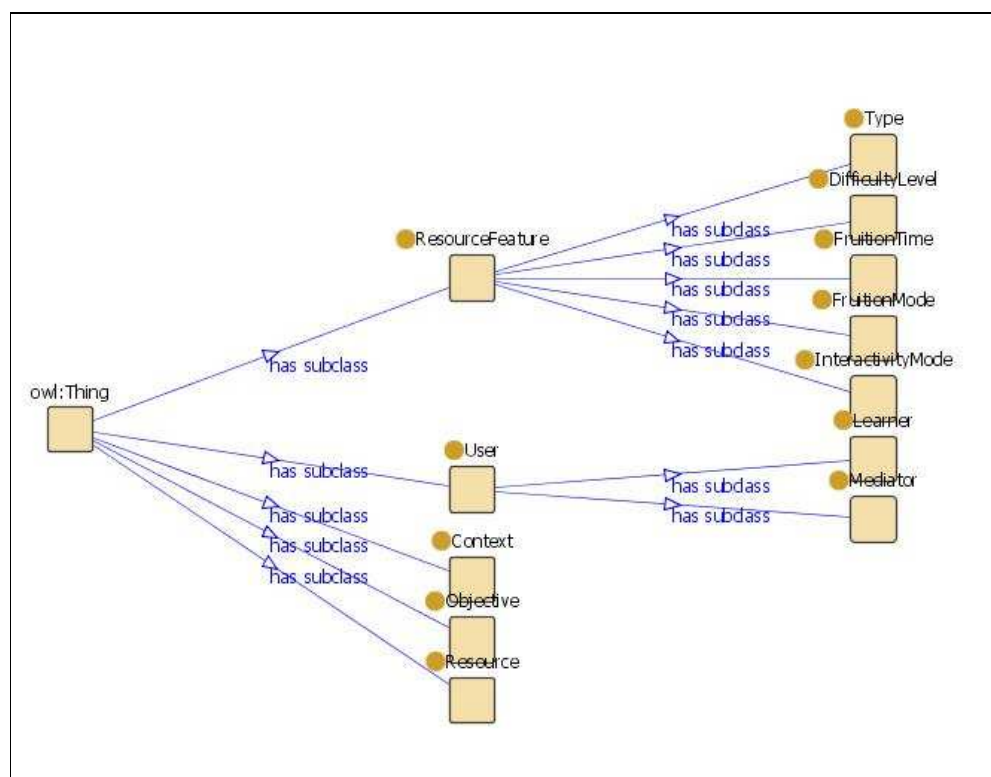 Type
DifficultyLevel
has subclass
ResourceFeature
has subclass
FruitionTime
has subclass
FruitionMode
has subclass
has subclass
InteractivityMode
has subclass
owl:Thing
Learner
User
has subclass
has subclass
Mediator
has subclass
has subclass
Context
has subclass
has subclass
Objective
Resource